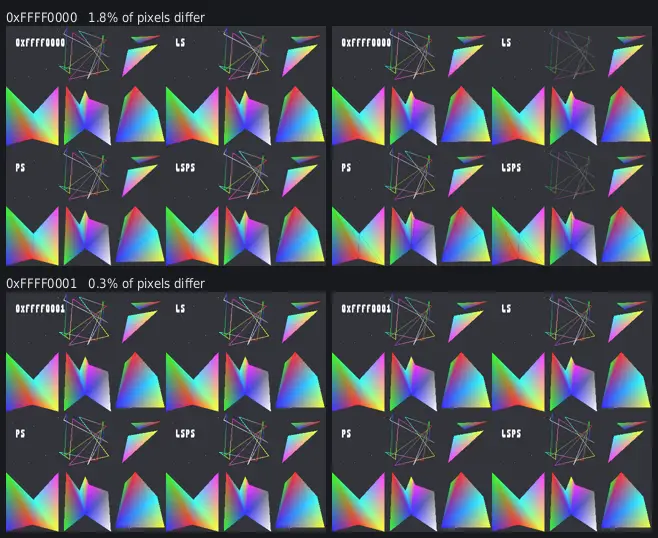 0xFFFF0000 1.8% of pixels differ
0xFFFF0000 LS 0xFFFF0000 LS
PS LSPS PS LSPS
0xFFFF0001 0.3% of pixels differ
0xFFFF0001 LS 0xFFFF0001 LS
PS LSPS PS LSPS